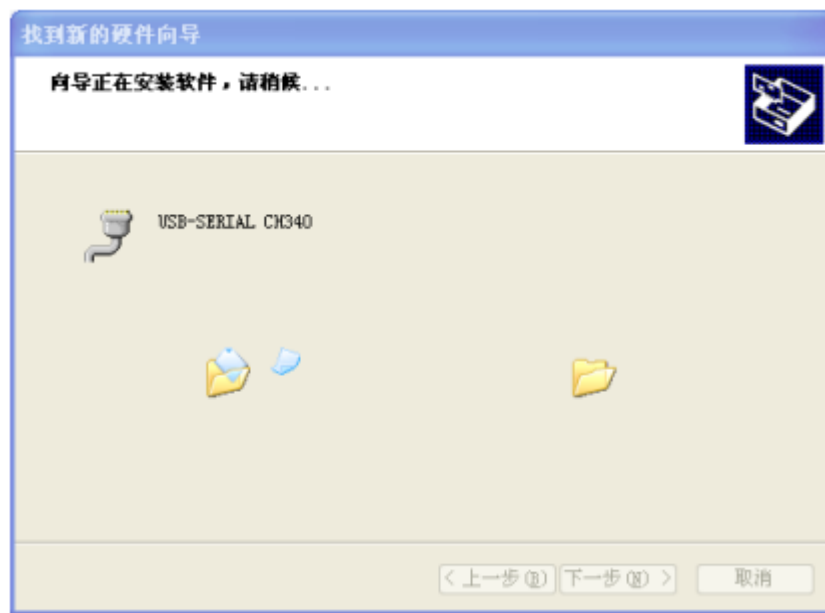 找到新的硬件向导
向导正在安装软件，请稍候...
USB-SERIAL CH340
< 上一步(B)
下一步(N) >
取消